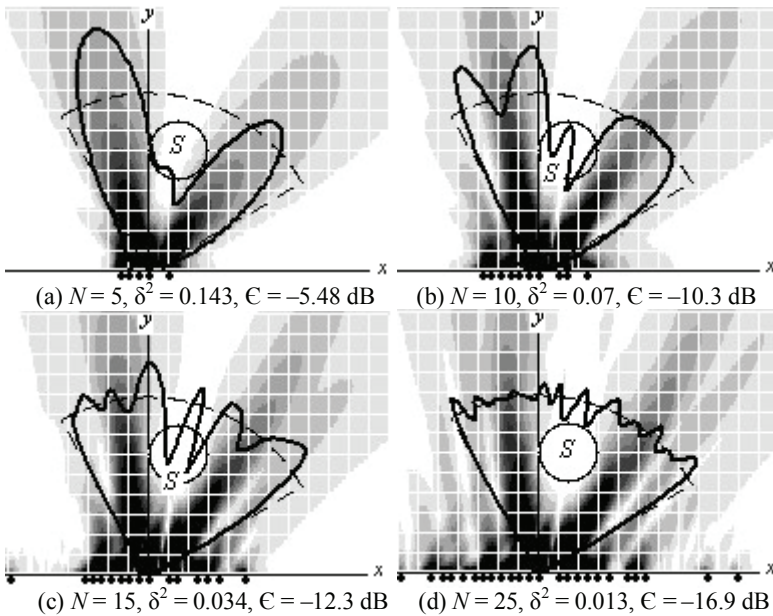 y
y
S
S
x
x
(a) N = 5, δ² = 0.143, Є = –5.48 dB
(b) N = 10, δ² = 0.07, Є = –10.3 dB
y
y
S
S
x
x
(c) N = 15, δ² = 0.034, Є = –12.3 dB
(d) N = 25, δ² = 0.013, Є = –16.9 dB